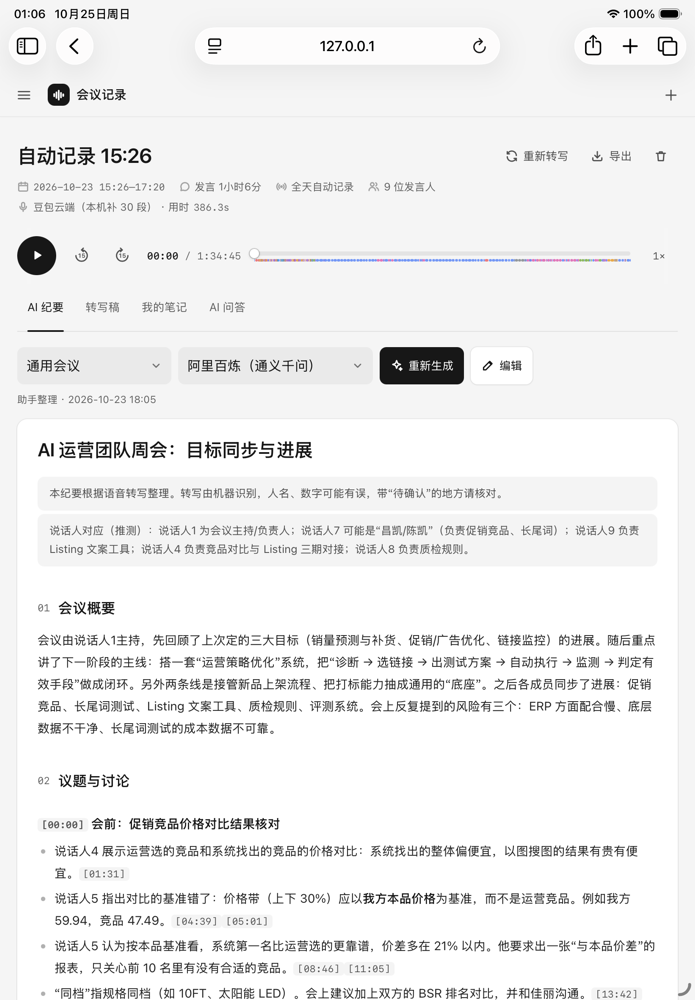 01:06 10月25日周日
100%
127.0.0.1
会议记录
自动记录 15:26
重新转写
导出
2026-10-23 15:26—17:20
发言 1小时6分
全天自动记录
9 位发言人
豆包云端（本机补 30 段）· 用时 386.3s
15
15
00:00 / 1:34:45
1×
AI 纪要
转写稿
我的笔记
AI 问答
通用会议
阿里百炼（通义千问）
重新生成
编辑
助手整理 · 2026-10-23 18:05
AI 运营团队周会：目标同步与进展
本纪要根据语音转写整理。转写由机器识别，人名、数字可能有误，带“待确认”的地方请核对。
说话人对应（推测）：说话人1 为会议主持/负责人；说话人7 可能是“昌凯/陈凯”（负责促销竞品、长尾词）；说话人9 负责
Listing 文案工具；说话人4 负责竞品对比与 Listing 三期对接；说话人8 负责质检规则。
01 会议概要
会议由说话人1主持，先回顾了上次定的三大目标（销量预测与补货、促销/广告优化、链接监控）的进展。随后重点
讲了下一阶段的主线：搭一套“运营策略优化”系统，把“诊断 → 选链接 → 出测试方案 → 自动执行 → 监测 → 判定有
效手段”做成闭环。另外两条线是接管新品上架流程、把打标能力抽成通用的“底座”。之后各成员同步了进展：促销
竞品、长尾词测试、Listing 文案工具、质检规则、评测系统。会上反复提到的风险有三个：ERP 方面配合慢、底层
数据不干净、长尾词测试的成本数据不可靠。
02 议题与讨论
[00:00] 会前：促销竞品价格对比结果核对
说话人4 展示运营选的竞品和系统找出的竞品的价格对比：系统找出的整体偏便宜，以图搜图的结果有贵有便
宜。[01:31]
说话人5 指出对比的基准错了：价格带（上下 30%）应以我方本品价格为基准，而不是运营竞品。例如我方
59.94，竞品 47.49。[04:39] [05:01]
说话人5 认为按本品基准看，系统第一名比运营选的更靠谱，价差多在 21% 以内。他要求出一张“与本品价差”的
报表，只关心前 10 名里有没有合适的竞品。[08:46] [11:05]
“同档”指规格同档（如 10FT、太阳能 LED）。会上建议加上双方的 BSR 排名对比，并和佳丽沟通。[13:42]